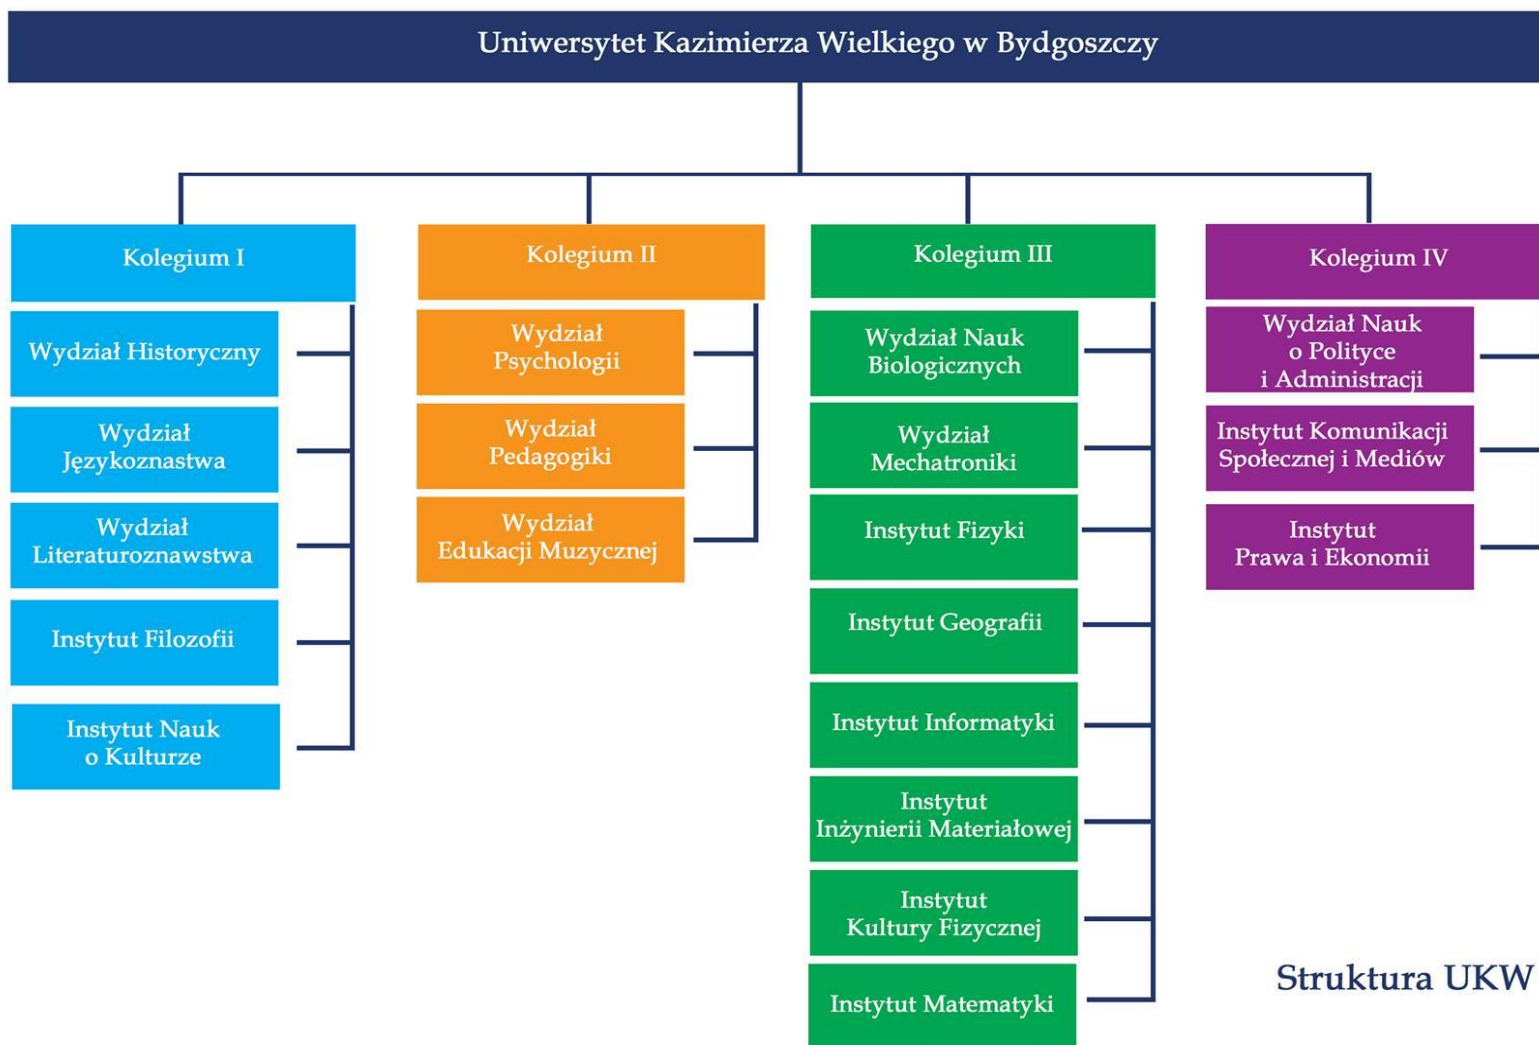 Uniwersytet Kazimierza Wielkiego w Bydgoszczy
Kolegium I
Wydział Historyczny
Wydział
Językoznastwa
Wydział
Literaturoznawstwa
Instytut Filozofii
Instytut Nauk
o Kulturze
Kolegium II
Wydział
Psychologii
Wydział
Pedagogiki
Wydział
Edukacji Muzycznej
Kolegium III
Wydział Nauk
Biologicznych
Wydział
Mechatroniki
Instytut Fizyki
Instytut Geografii
Instytut Informatyki
Instytut
Inżynierii Materiałowej
Instytut
Kultury Fizycznej
Instytut Matematyki
Kolegium IV
Wydział Nauk
o Polityce
i Administracji
Instytut Komunikacji
Społecznej i Mediów
Instytut
Prawa i Ekonomii
Struktura UKW